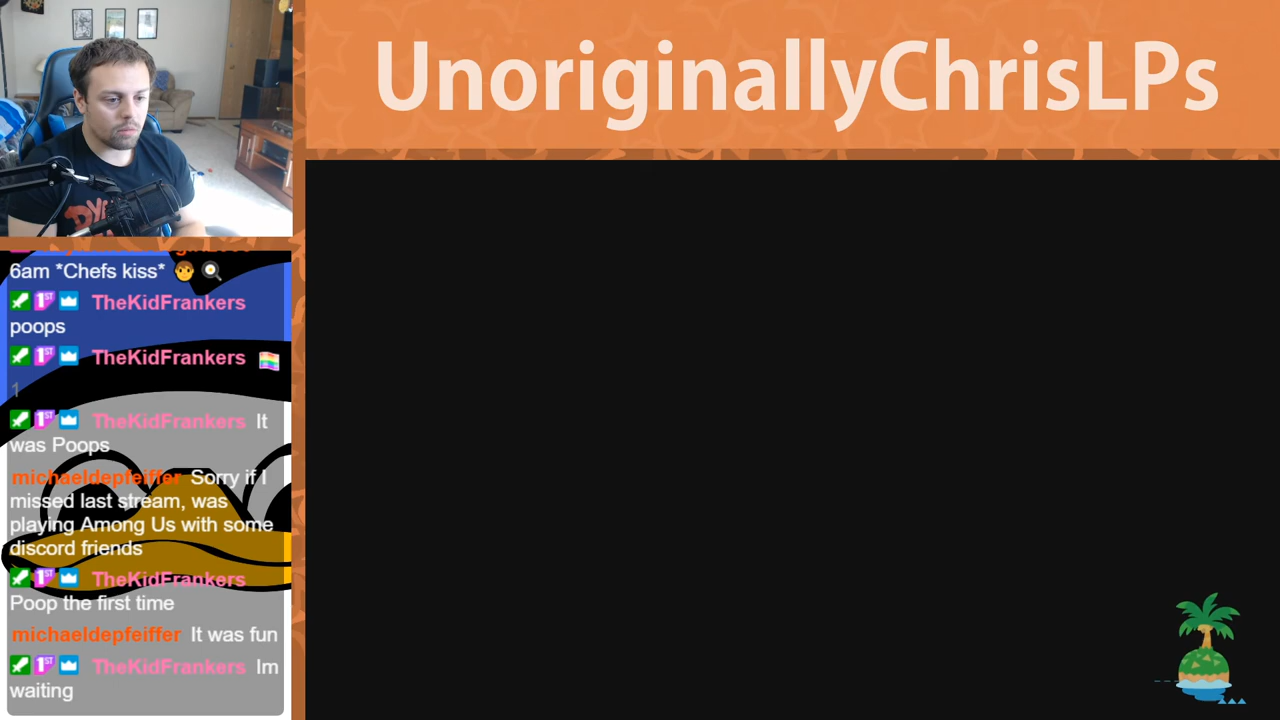 UnoriginallyChrisLPs
6am *Chefs kiss*
TheKidFrankers
poops
TheKidFrankers
1
TheKidFrankers It
was Poops
michaeldepfeiffer Sorry if I
missed last stream, was
playing Among Us with some
discord friends
TheKidFrankers
Poop the first time
michaeldepfeiffer It was fun
TheKidFrankers Im
waiting